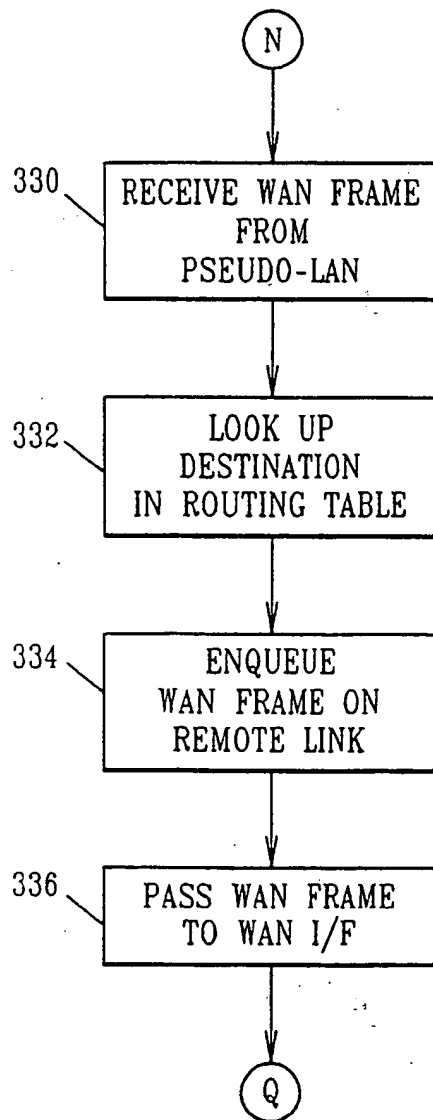 N
330
RECEIVE WAN FRAME
FROM
PSEUDO-LAN
332
LOOK UP
DESTINATION
IN ROUTING TABLE
334
ENQUEUE
WAN FRAME ON
REMOTE LINK
336
PASS WAN FRAME
TO WAN I/F
Q